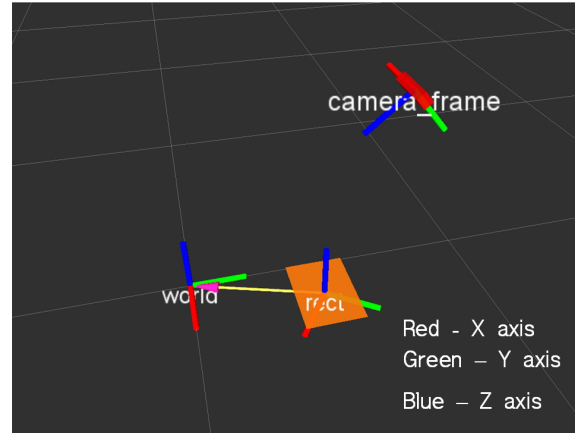 camera_frame
world
rect
Red - X axis
Green – Y axis
Blue – Z axis